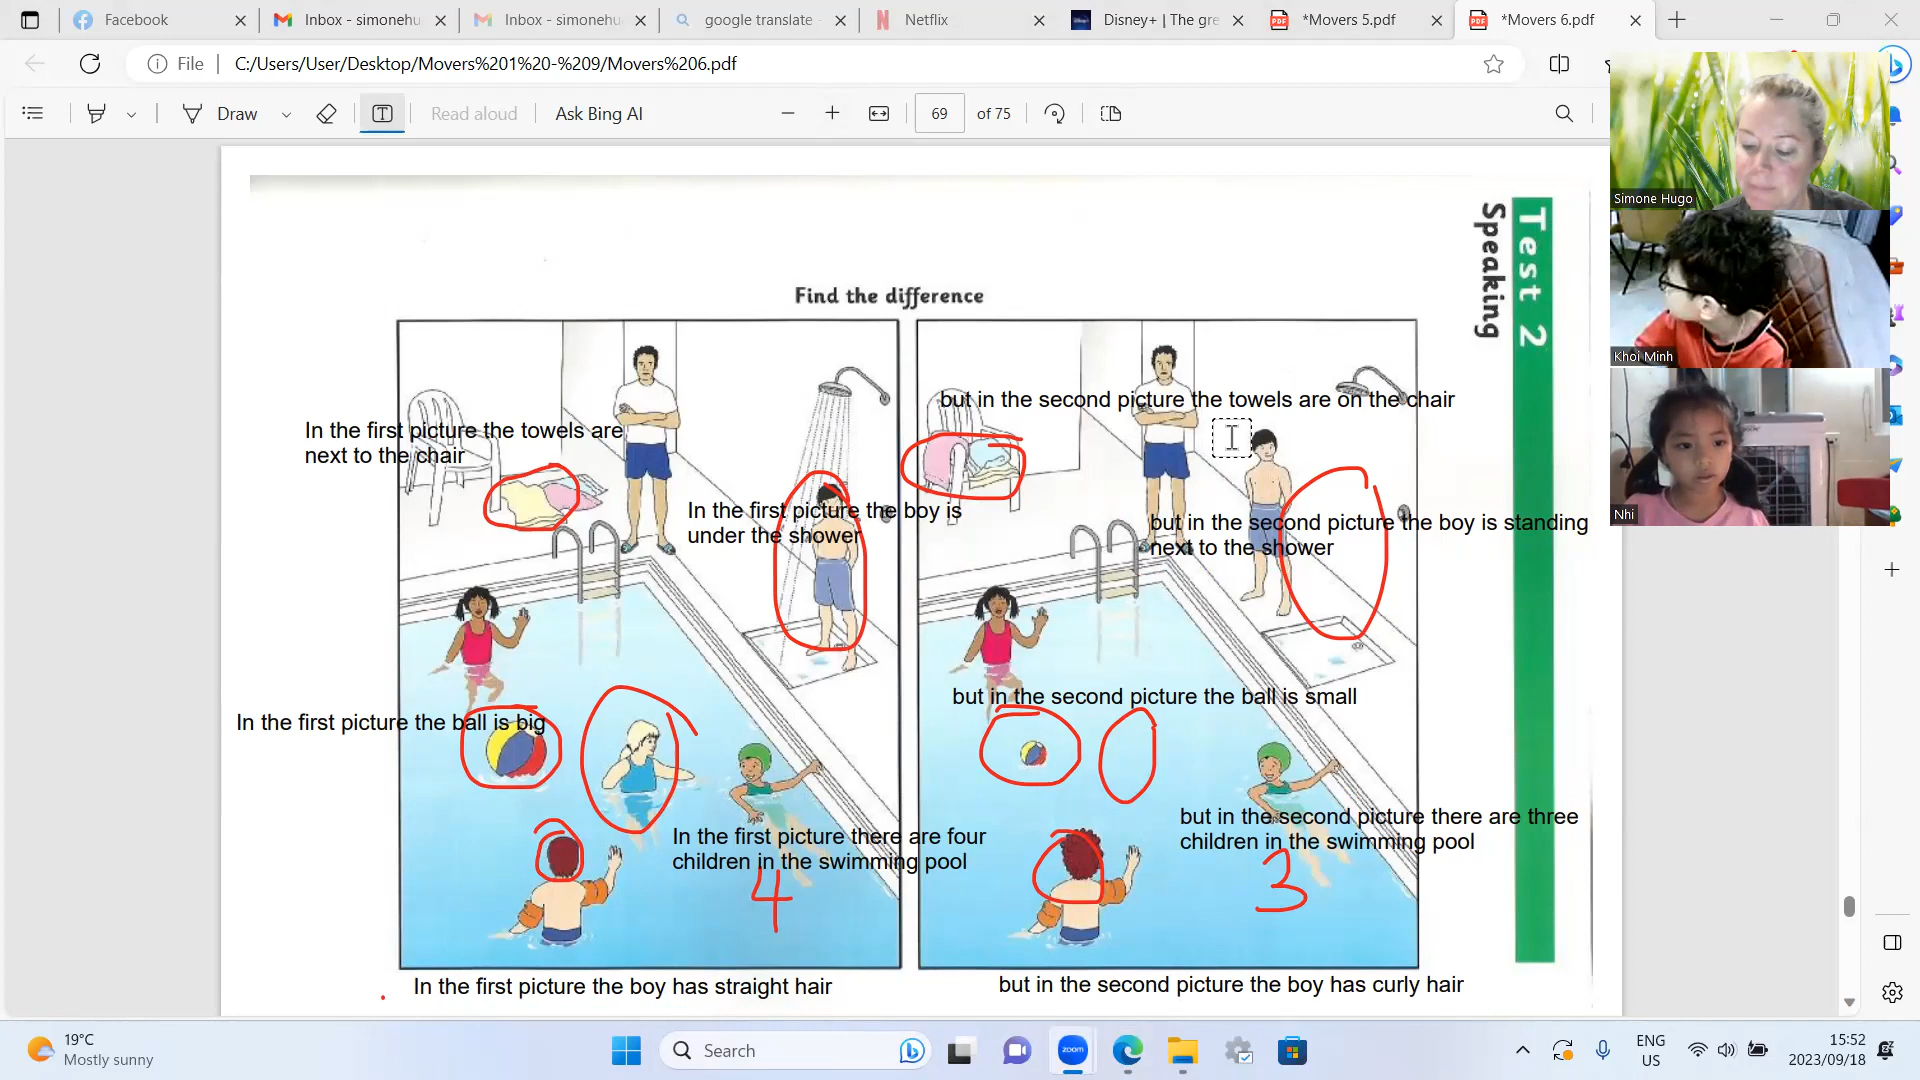 Facebook
Inbox - simonehu
Inbox - simonehu
google translate -
Netflix
Disney+ | The gre
*Movers 5.pdf
*Movers 6.pdf
File
C:/Users/User/Desktop/Movers%201%20-%209/Movers%206.pdf
Draw
Read aloud
Ask Bing AI
69 of 75
Test 2
Speaking
Find the difference
In the first picture the towels are
next to the chair
but in the second picture the towels are on the chair
In the first picture the boy is
under the shower
but in the second picture the boy is standing
next to the shower
In the first picture the ball is big
but in the second picture the ball is small
In the first picture there are four
children in the swimming pool
4
but in the second picture there are three
children in the swimming pool
3
In the first picture the boy has straight hair
but in the second picture the boy has curly hair
Simone Hugo
Khoi Minh
Nhi
19°C
Mostly sunny
Search
zoom
ENG
US
15:52
2023/09/18